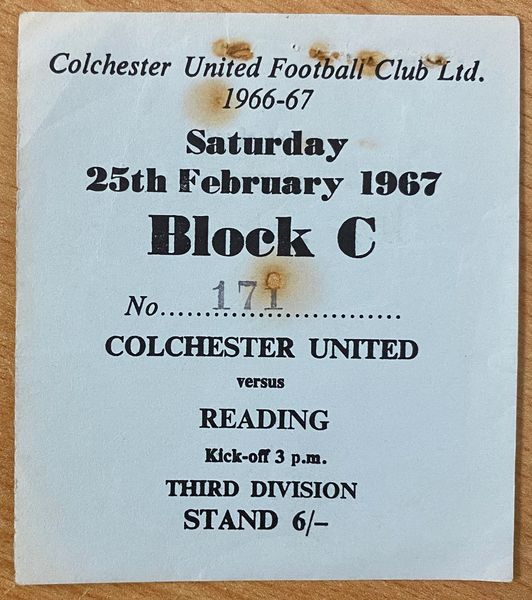 Colchester United Football Club Ltd.
1966-67
Saturday
25th February 1967
Block C
No. 171
COLCHESTER UNITED
versus
READING
Kick-off 3 p.m.
THIRD DIVISION
STAND 6/–